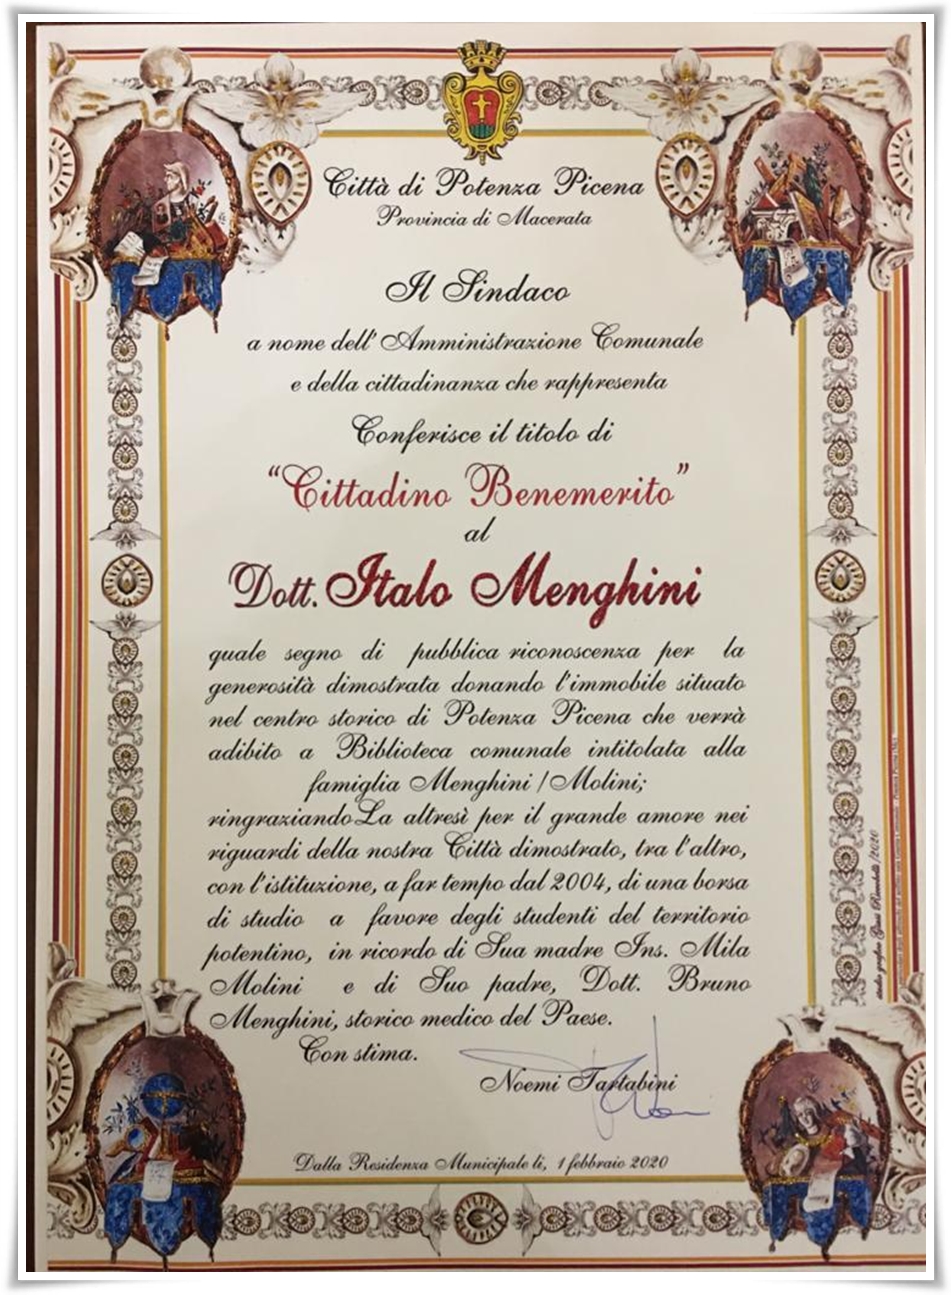 Città di Potenza Picena
Provincia di Macerata
Il Sindaco
a nome dell' Amministrazione Comunale
e della cittadinanza che rappresenta
Conferisce il titolo di
"Cittadino Benemerito"
al
Dott. Italo Menghini
quale segno di pubblica riconoscenza per la
generosità dimostrata donando l'immobile situato
nel centro storico di Potenza Picena che verrà
adibito a Biblioteca comunale intitolata alla
famiglia Menghini / Molini;
ringraziandoLa altresì per il grande amore nei
riguardi della nostra Città dimostrato, tra l'altro,
con l'istituzione, a far tempo dal 2004, di una borsa
di studio a favore degli studenti del territorio
potentino, in ricordo di Sua madre Ins. Mila
Molini e di Suo padre, Dott. Bruno
Menghini, storico medico del Paese.
Con stima.
Noemi Tartabini
Dalla Residenza Municipale li, 1 febbraio 2020
studio grafico /2020